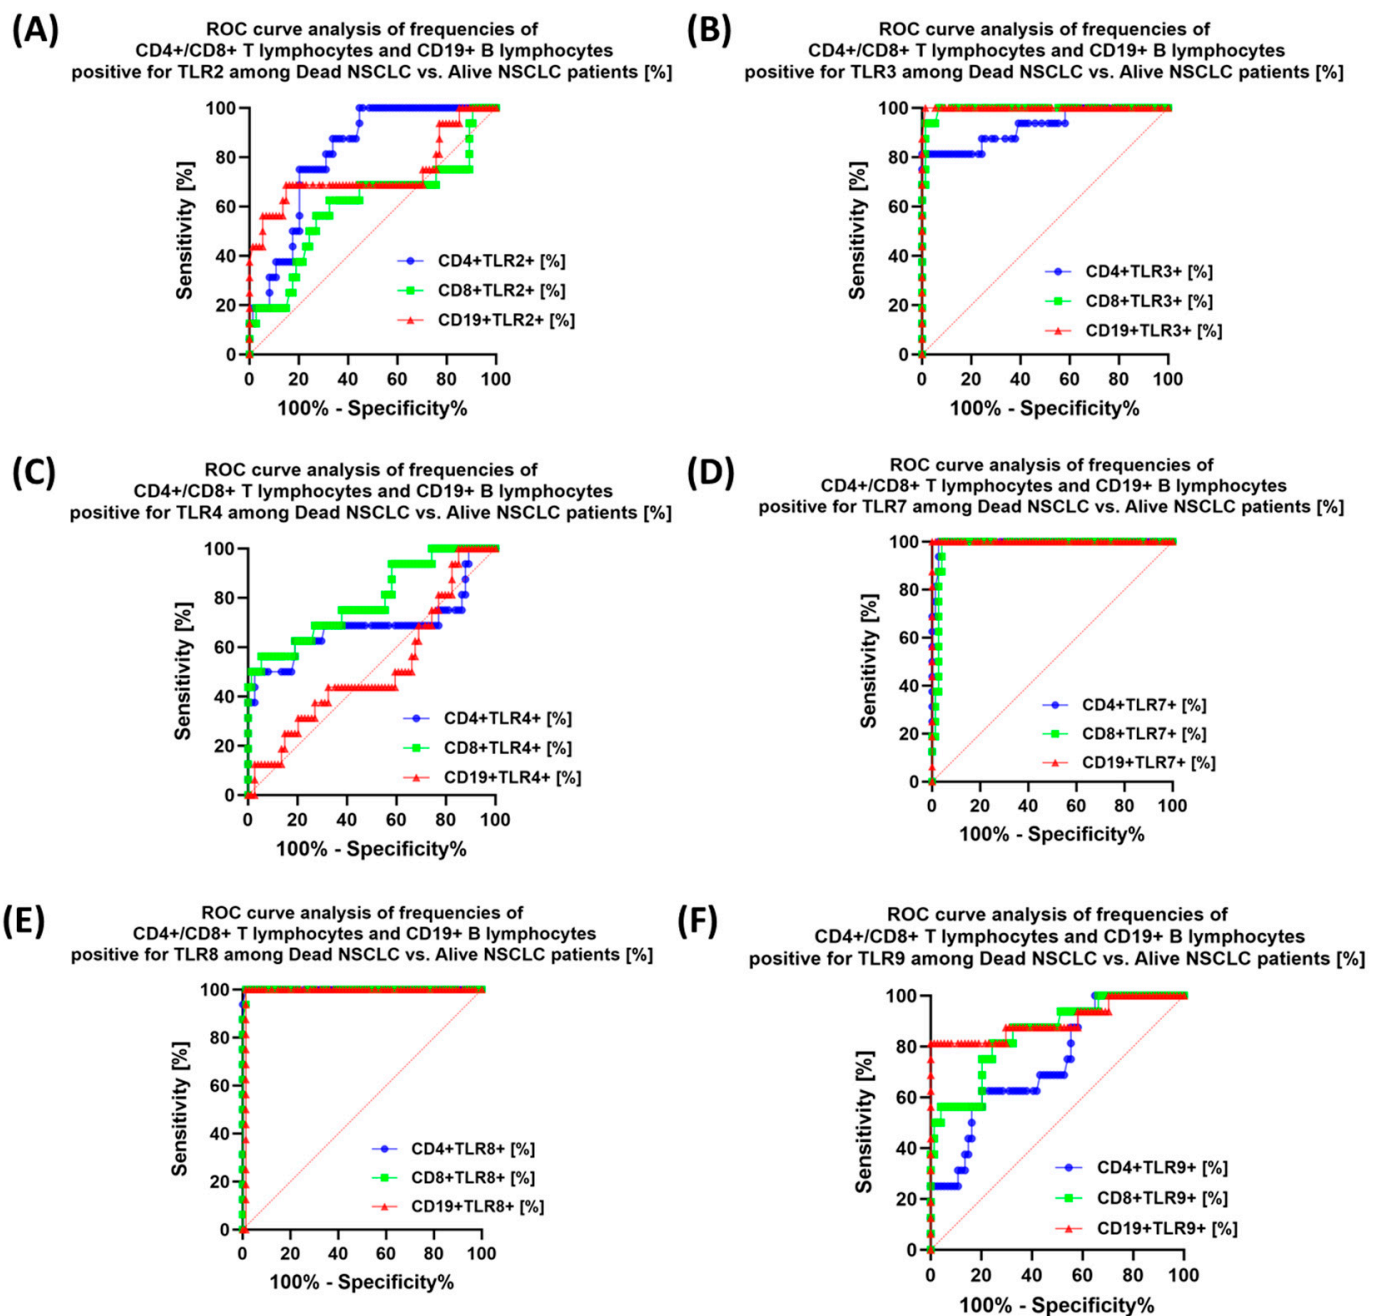 (A)
ROC curve analysis of frequencies of
CD4+/CD8+ T lymphocytes and CD19+ B lymphocytes
positive for TLR2 among Dead NSCLC vs. Alive NSCLC patients [%]
100
80
60
40
20
0
Sensitivity [%]
CD4+TLR2+ [%]
CD8+TLR2+ [%]
CD19+TLR2+ [%]
0 20 40 60 80 100
100% - Specificity%
(B)
ROC curve analysis of frequencies of
CD4+/CD8+ T lymphocytes and CD19+ B lymphocytes
positive for TLR3 among Dead NSCLC vs. Alive NSCLC patients [%]
100
80
60
40
20
0
Sensitivity [%]
CD4+TLR3+ [%]
CD8+TLR3+ [%]
CD19+TLR3+ [%]
0 20 40 60 80 100
100% - Specificity%
(C)
ROC curve analysis of frequencies of
CD4+/CD8+ T lymphocytes and CD19+ B lymphocytes
positive for TLR4 among Dead NSCLC vs. Alive NSCLC patients [%]
100
80
60
40
20
0
Sensitivity [%]
CD4+TLR4+ [%]
CD8+TLR4+ [%]
CD19+TLR4+ [%]
0 20 40 60 80 100
100% - Specificity%
(D)
ROC curve analysis of frequencies of
CD4+/CD8+ T lymphocytes and CD19+ B lymphocytes
positive for TLR7 among Dead NSCLC vs. Alive NSCLC patients [%]
100
80
60
40
20
0
Sensitivity [%]
CD4+TLR7+ [%]
CD8+TLR7+ [%]
CD19+TLR7+ [%]
0 20 40 60 80 100
100% - Specificity%
(E)
ROC curve analysis of frequencies of
CD4+/CD8+ T lymphocytes and CD19+ B lymphocytes
positive for TLR8 among Dead NSCLC vs. Alive NSCLC patients [%]
100
80
60
40
20
0
Sensitivity [%]
CD4+TLR8+ [%]
CD8+TLR8+ [%]
CD19+TLR8+ [%]
0 20 40 60 80 100
100% - Specificity%
(F)
ROC curve analysis of frequencies of
CD4+/CD8+ T lymphocytes and CD19+ B lymphocytes
positive for TLR9 among Dead NSCLC vs. Alive NSCLC patients [%]
100
80
60
40
20
0
Sensitivity [%]
CD4+TLR9+ [%]
CD8+TLR9+ [%]
CD19+TLR9+ [%]
0 20 40 60 80 100
100% - Specificity%